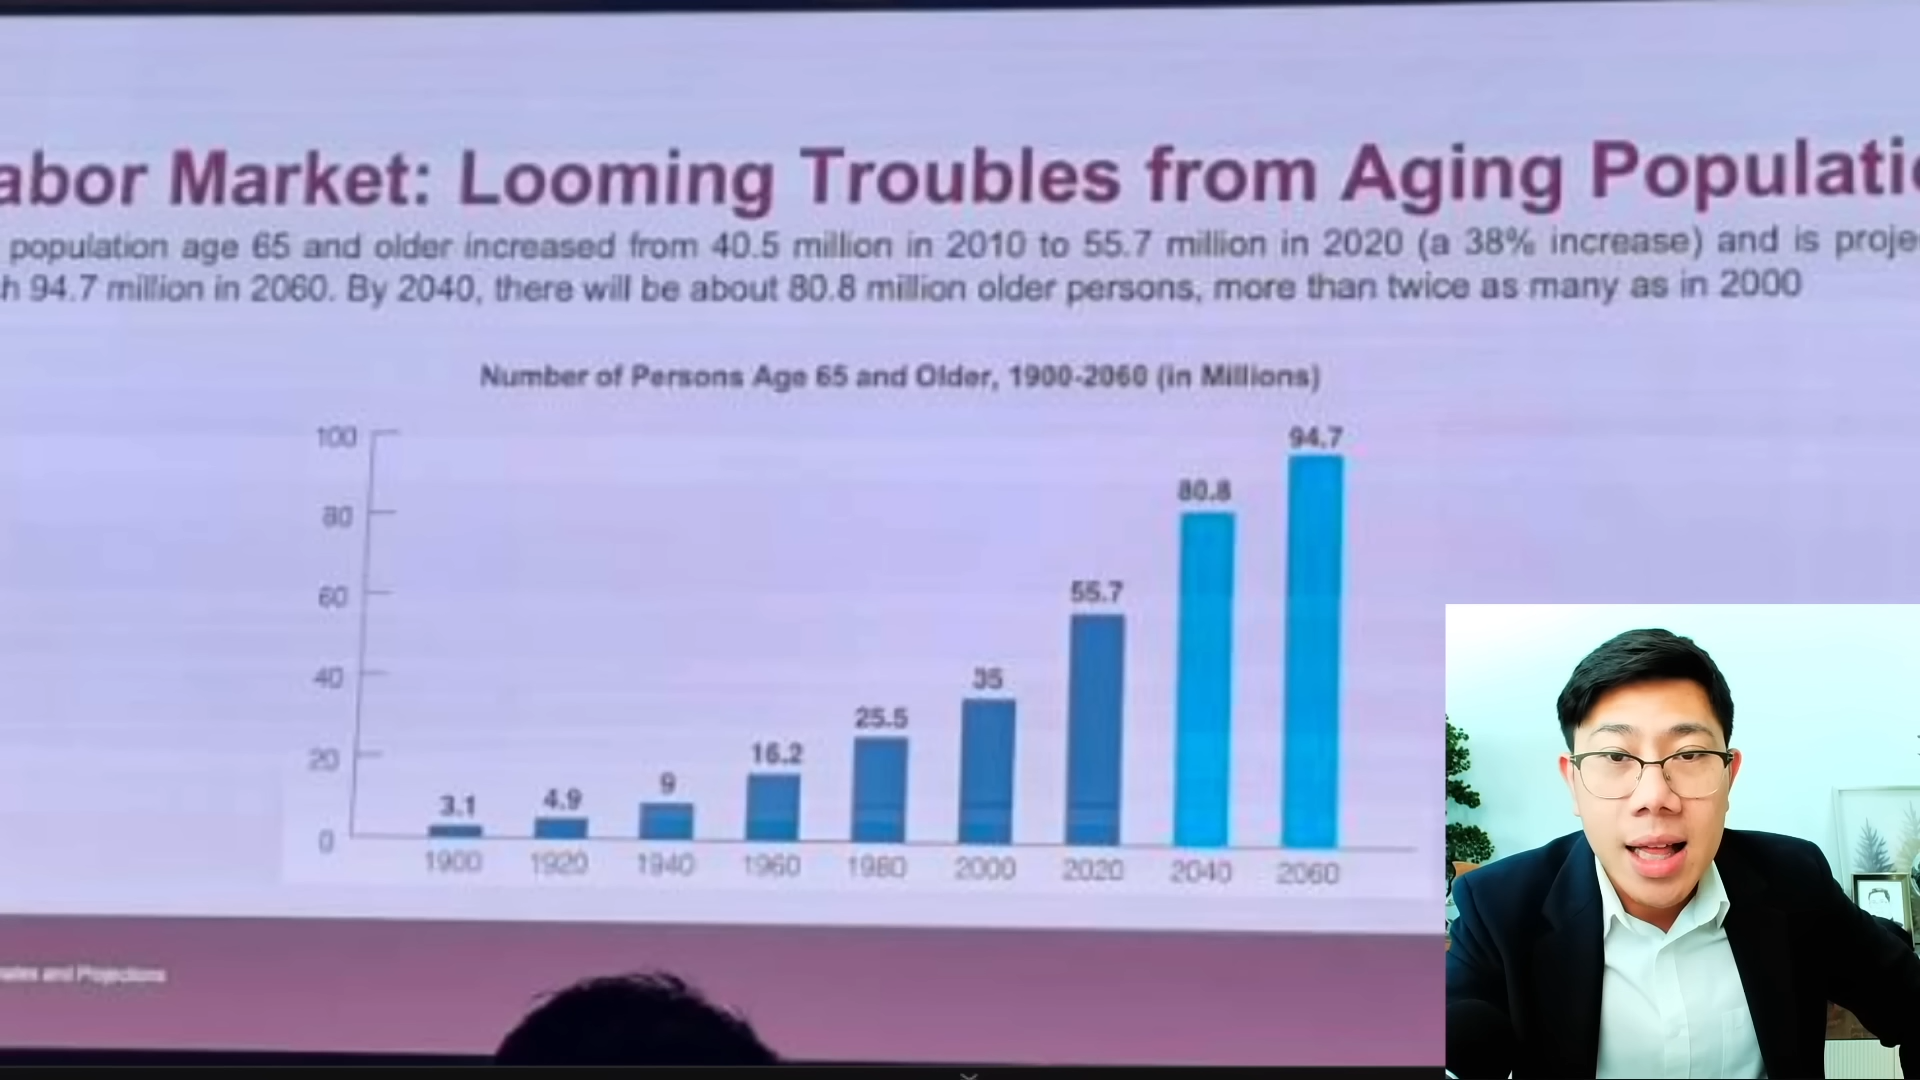 abor Market: Looming Troubles from Aging Populatio
population age 65 and older increased from 40.5 million in 2010 to 55.7 million in 2020 (a 38% increase) and is proje
h 94.7 million in 2060. By 2040, there will be about 80.8 million older persons, more than twice as many as in 2000
Number of Persons Age 65 and Older, 1900-2060 (in Millions)
100
80
60
40
20
0
3.1
4.9
9
16.2
25.5
35
55.7
80.8
94.7
1900 1920 1940 1960 1980 2000 2020 2040 2060
mates and Projections